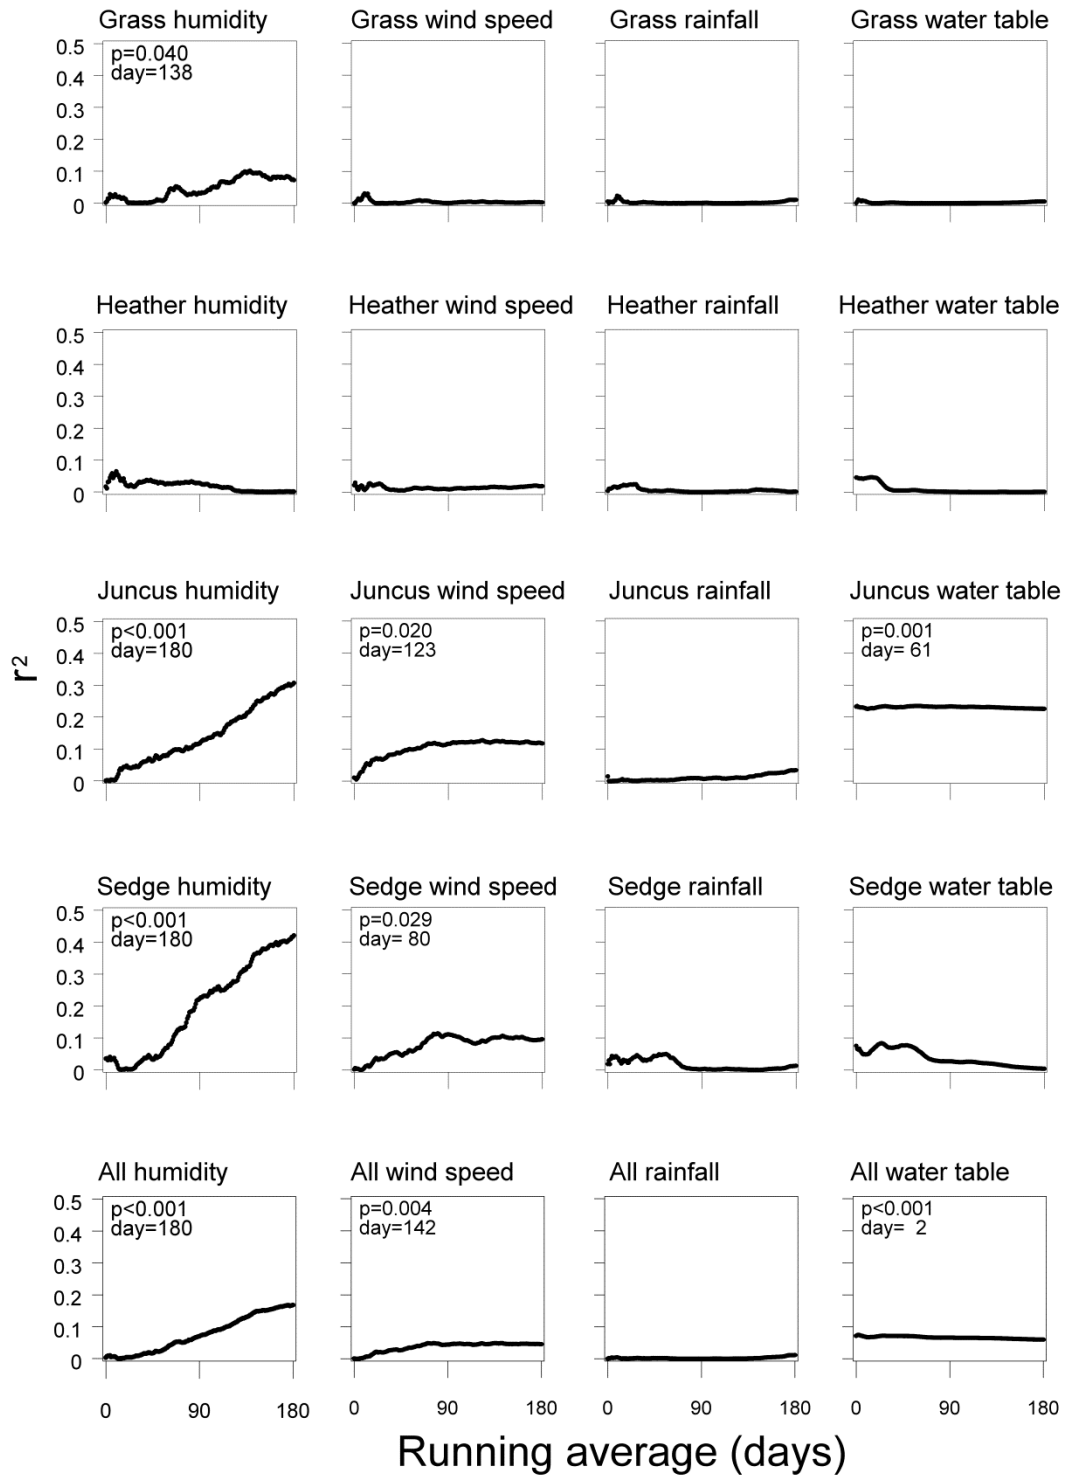 Grass humidity Grass wind speed Grass rainfall Grass water table
0.5
p=0.040
day=138
0.4
0.3
0.2
0.1
0
Heather humidity Heather wind speed Heather rainfall Heather water table
0.5
0.4
0.3
0.2
0.1
0
Juncus humidity Juncus wind speed Juncus rainfall Juncus water table
0.5
p<0.001 p=0.020 p=0.001
day=180 day=123 day= 61
0.4
0.3
0.2
0.1
0
r²
Sedge humidity Sedge wind speed Sedge rainfall Sedge water table
0.5
p<0.001 p=0.029
day=180 day= 80
0.4
0.3
0.2
0.1
0
All humidity All wind speed All rainfall All water table
0.5
p<0.001 p=0.004 p<0.001
day=180 day=142 day= 2
0.4
0.3
0.2
0.1
0
0 90 180 0 90 180 0 90 180 0 90 180
Running average (days)